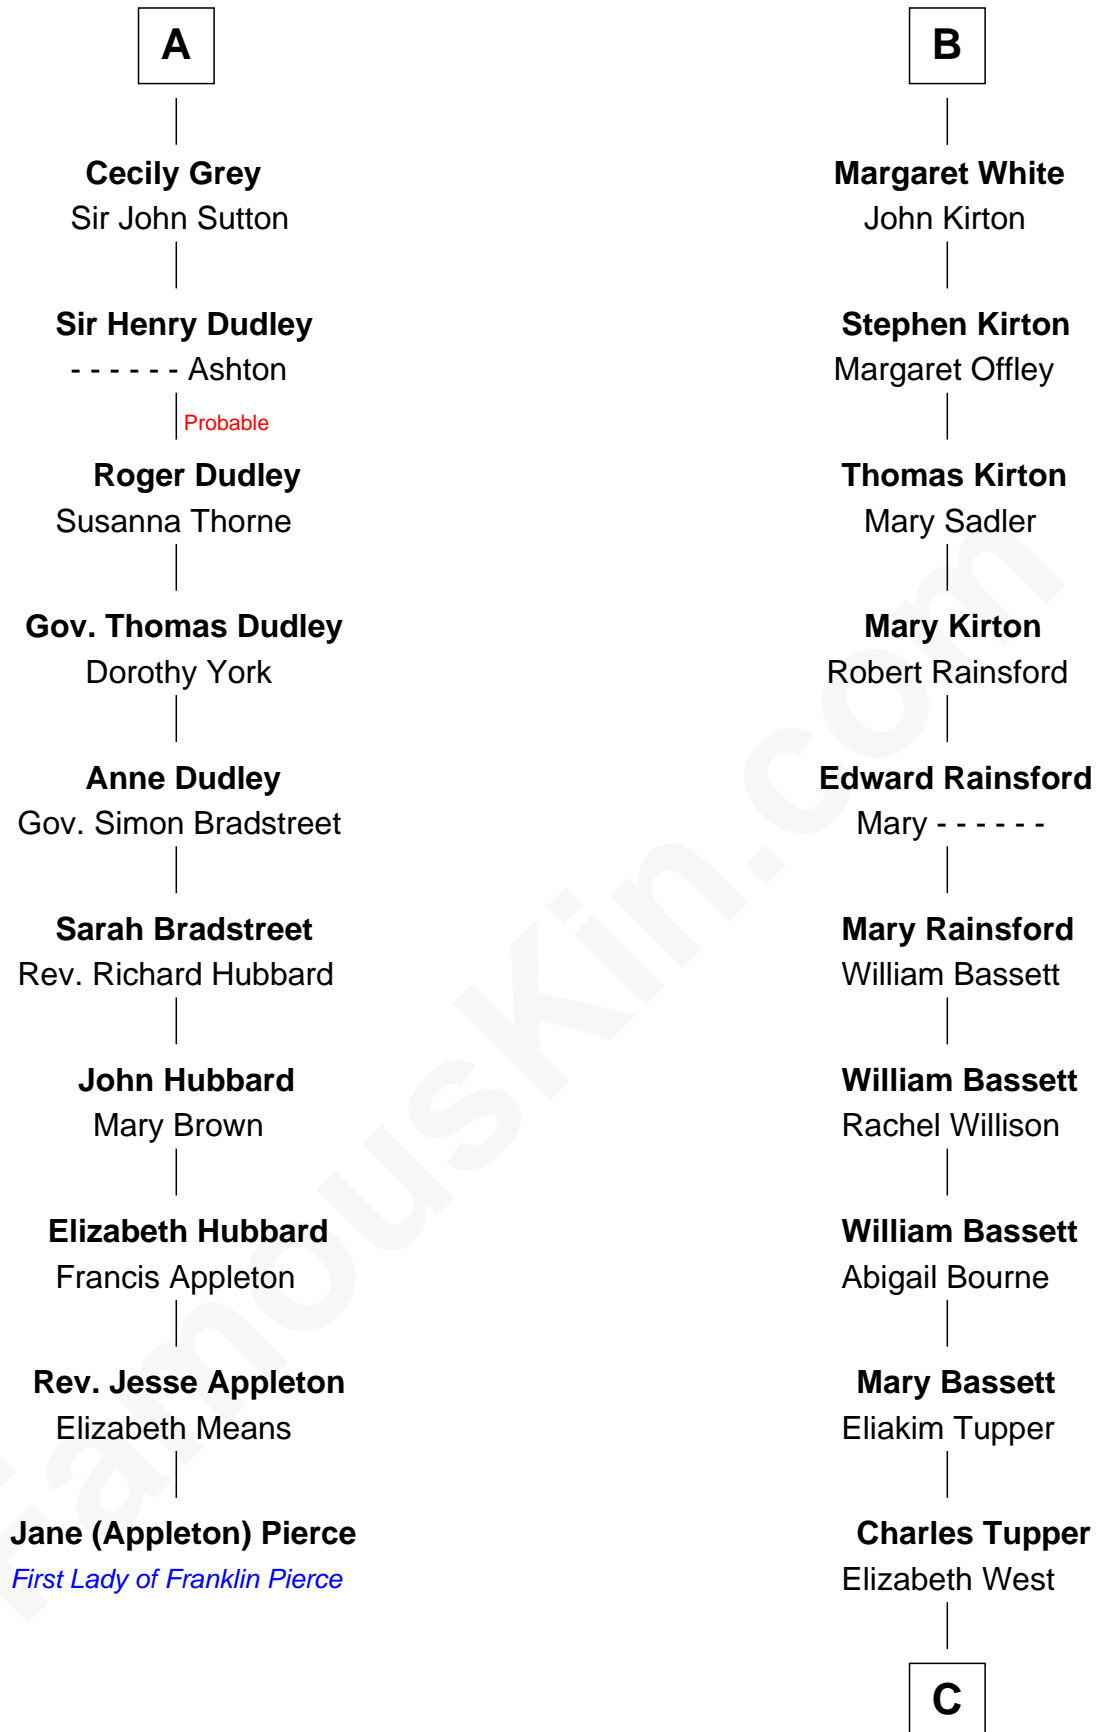 A
Cecily Grey
Sir John Sutton
Sir Henry Dudley
- - - - - - Ashton
Probable
Roger Dudley
Susanna Thorne
Gov. Thomas Dudley
Dorothy York
Anne Dudley
Gov. Simon Bradstreet
Sarah Bradstreet
Rev. Richard Hubbard
John Hubbard
Mary Brown
Elizabeth Hubbard
Francis Appleton
Rev. Jesse Appleton
Elizabeth Means
Jane (Appleton) Pierce
First Lady of Franklin Pierce
B
Margaret White
John Kirton
Stephen Kirton
Margaret Offley
Thomas Kirton
Mary Sadler
Mary Kirton
Robert Rainsford
Edward Rainsford
Mary - - - - - -
Mary Rainsford
William Bassett
William Bassett
Rachel Willison
William Bassett
Abigail Bourne
Mary Bassett
Eliakim Tupper
Charles Tupper
Elizabeth West
C
FamousKin.com